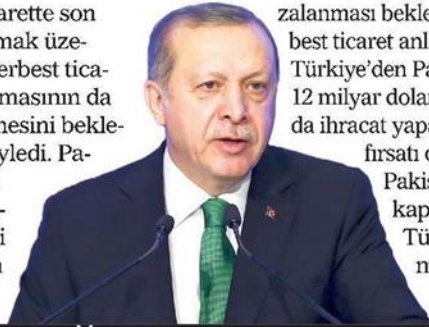 arette son
mak üze-
erbest tica-
masının da
nesini bekle-
yledi. Pa-
-
i
zalanması bekle
best ticaret anla
Türkiye'den Pa
12 milyar dolar
da ihracat yapa
fırsatı
Pakis
kap
Tü